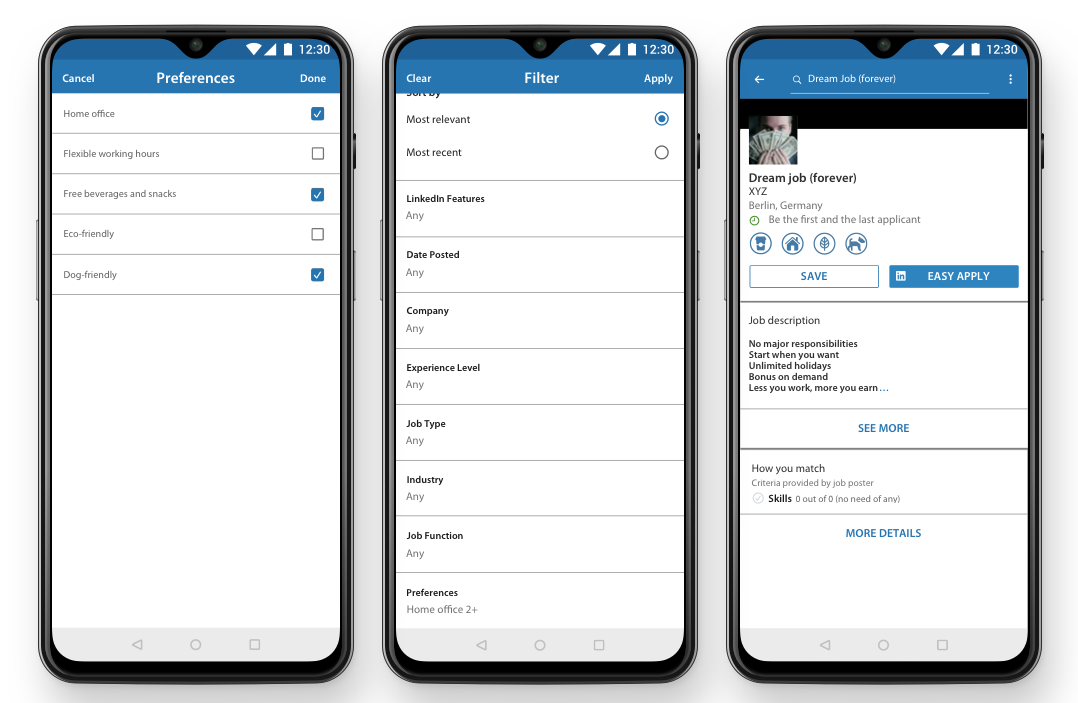 12:30
Cancel Preferences Done
Home office
Flexible working hours
Free beverages and snacks
Eco-friendly
Dog-friendly
12:30
Clear Filter Apply
Sort by
Most relevant
Most recent
LinkedIn Features
Any
Date Posted
Any
Company
Any
Experience Level
Any
Job Type
Any
Industry
Any
Job Function
Any
Preferences
Home office 2+
12:30
Dream Job (forever)
Dream job (forever)
XYZ
Berlin, Germany
Be the first and the last applicant
SAVE in EASY APPLY
Job description
No major responsibilities
Start when you want
Unlimited holidays
Bonus on demand
Less you work, more you earn...
SEE MORE
How you match
Criteria provided by job poster
Skills 0 out of 0 (no need of any)
MORE DETAILS